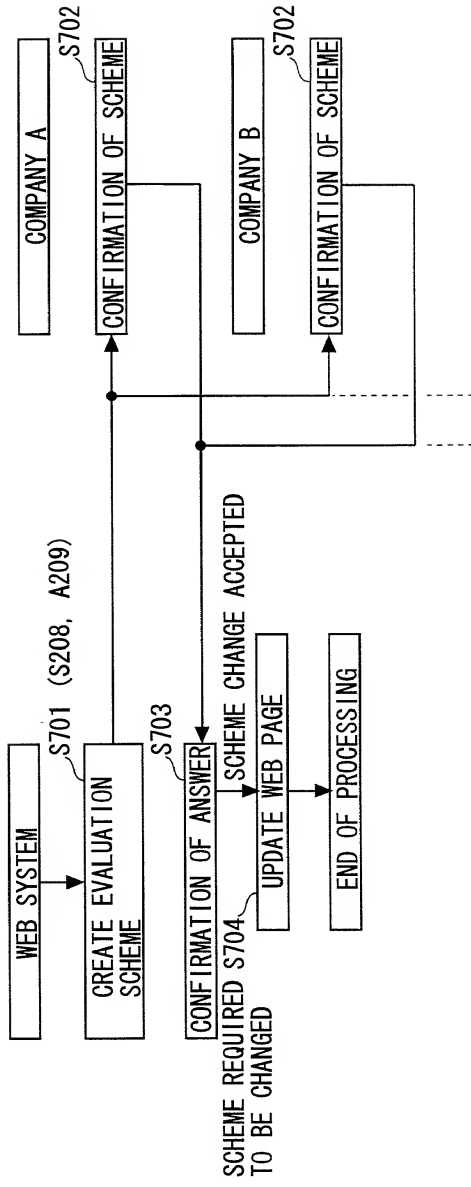 WEB SYSTEM
S701 (S208, A209)
CREATE EVALUATION
SCHEME
S703
CONFIRMATION OF ANSWER
SCHEME CHANGE ACCEPTED
SCHEME REQUIRED
TO BE CHANGED
S704
UPDATE WEB PAGE
END OF PROCESSING
COMPANY A
S702
CONFIRMATION OF SCHEME
COMPANY B
S702
CONFIRMATION OF SCHEME